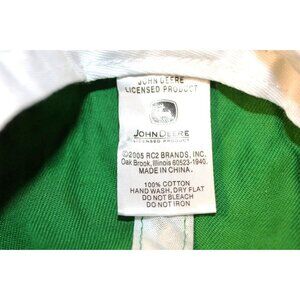 JOHN DEERE
LICENSED PRODUCT
JOHN DEERE
LICENSED PRODUCT
©2005 RC2 BRANDS, INC.
Oak Brook, Illinois 60523-1940.
MADE IN CHINA.
100% COTTON
HAND WASH, DRY FLAT
DO NOT BLEACH
DO NOT IRON